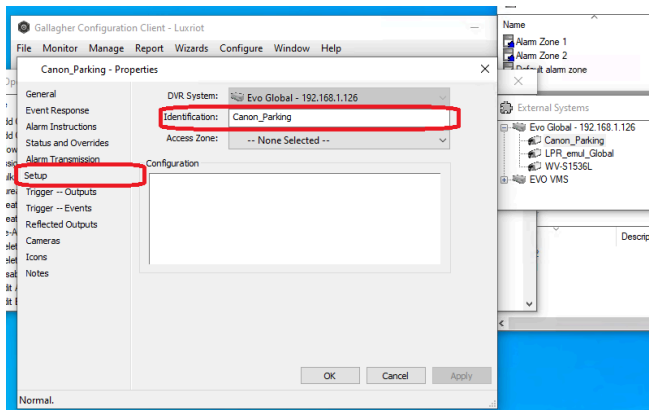 Gallagher Configuration Client - Luxriot
File Monitor Manage Report Wizards Configure Window Help
Canon_Parking - Properties
General
Event Response
Alarm Instructions
Status and Overrides
Alarm Transmission
Setup
Trigger -- Outputs
Trigger -- Events
Reflected Outputs
Cameras
Icons
Notes
DVR System: Evo Global - 192.168.1.126
Identification: Canon_Parking
Access Zone: -- None Selected --
Configuration
OK Cancel Apply
Normal.
Name
Alarm Zone 1
Alarm Zone 2
Default alarm zone
External Systems
Evo Global - 192.168.1.126
Canon_Parking
LPR_emul_Global
WV-S1536L
EVO VMS
Descrip